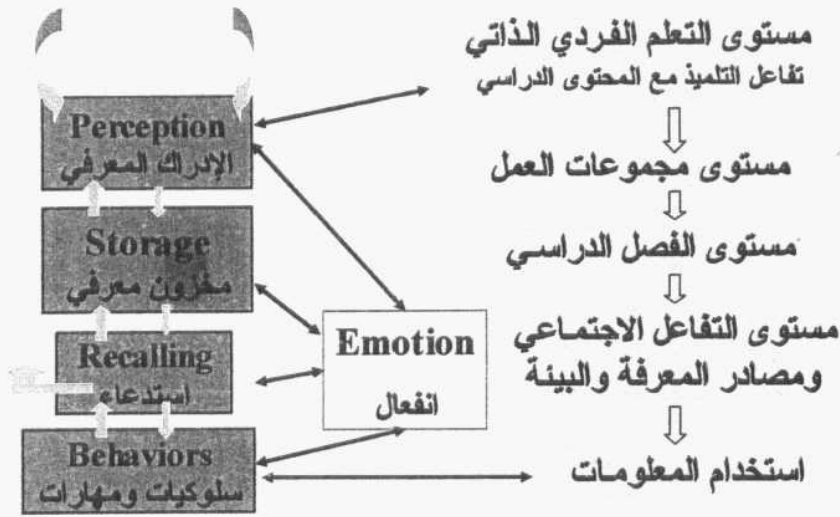 مستوى التعلم الفردي الذاتي
تفاعل التلميذ مع المحتوى الدراسي
مستوى مجموعات العمل
مستوى الفصل الدراسي
مستوى التفاعل الاجتماعي
ومصادر المعرفة والبيئة
استخدام المعلومات
Perception
الإدراك المعرفي
Storage
مخزون معرفي
Recalling
استدعاء
Behaviors
سلوكيات ومهارات
Emotion
انفعال